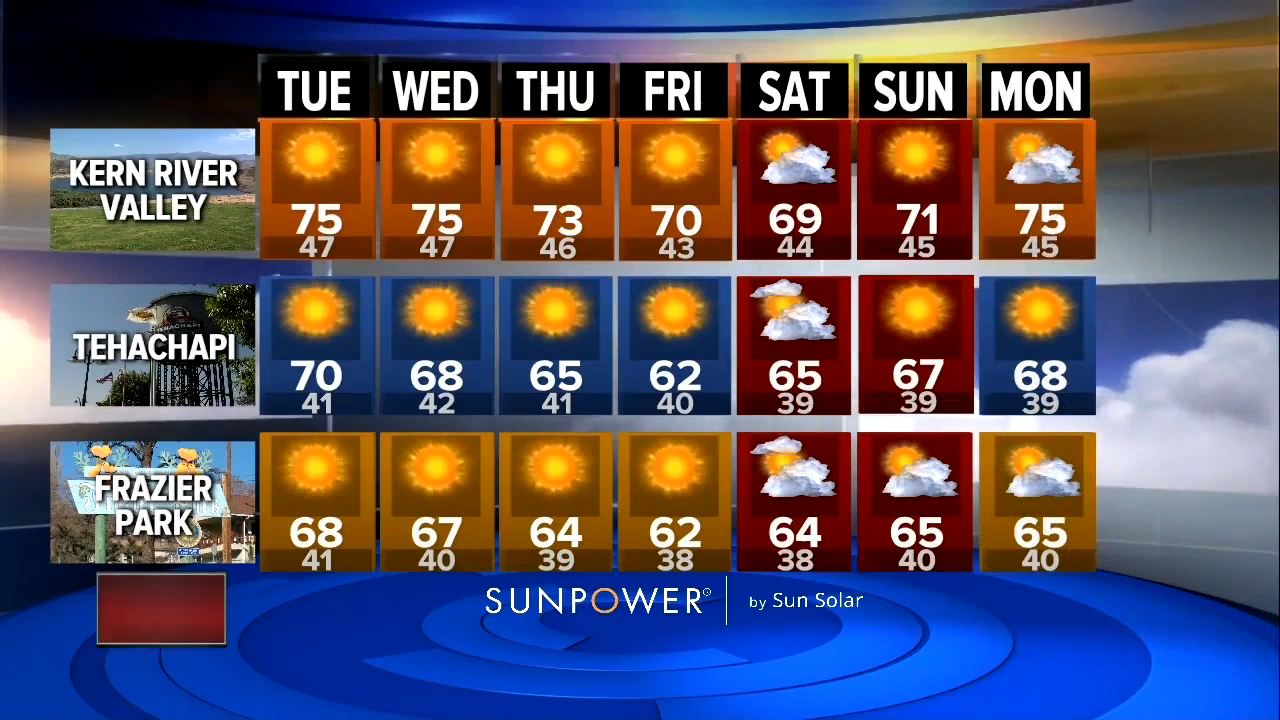 TUE WED THU FRI SAT SUN MON
KERN RIVER
VALLEY
75 75 73 70 69 71 75
47 47 46 43 44 45 45
TEHACHAPI
70 68 65 62 65 67 68
41 42 41 40 39 39 39
FRAZIER
PARK
68 67 64 62 64 65 65
41 40 39 38 38 40 40
SUNPOWER® | by Sun Solar